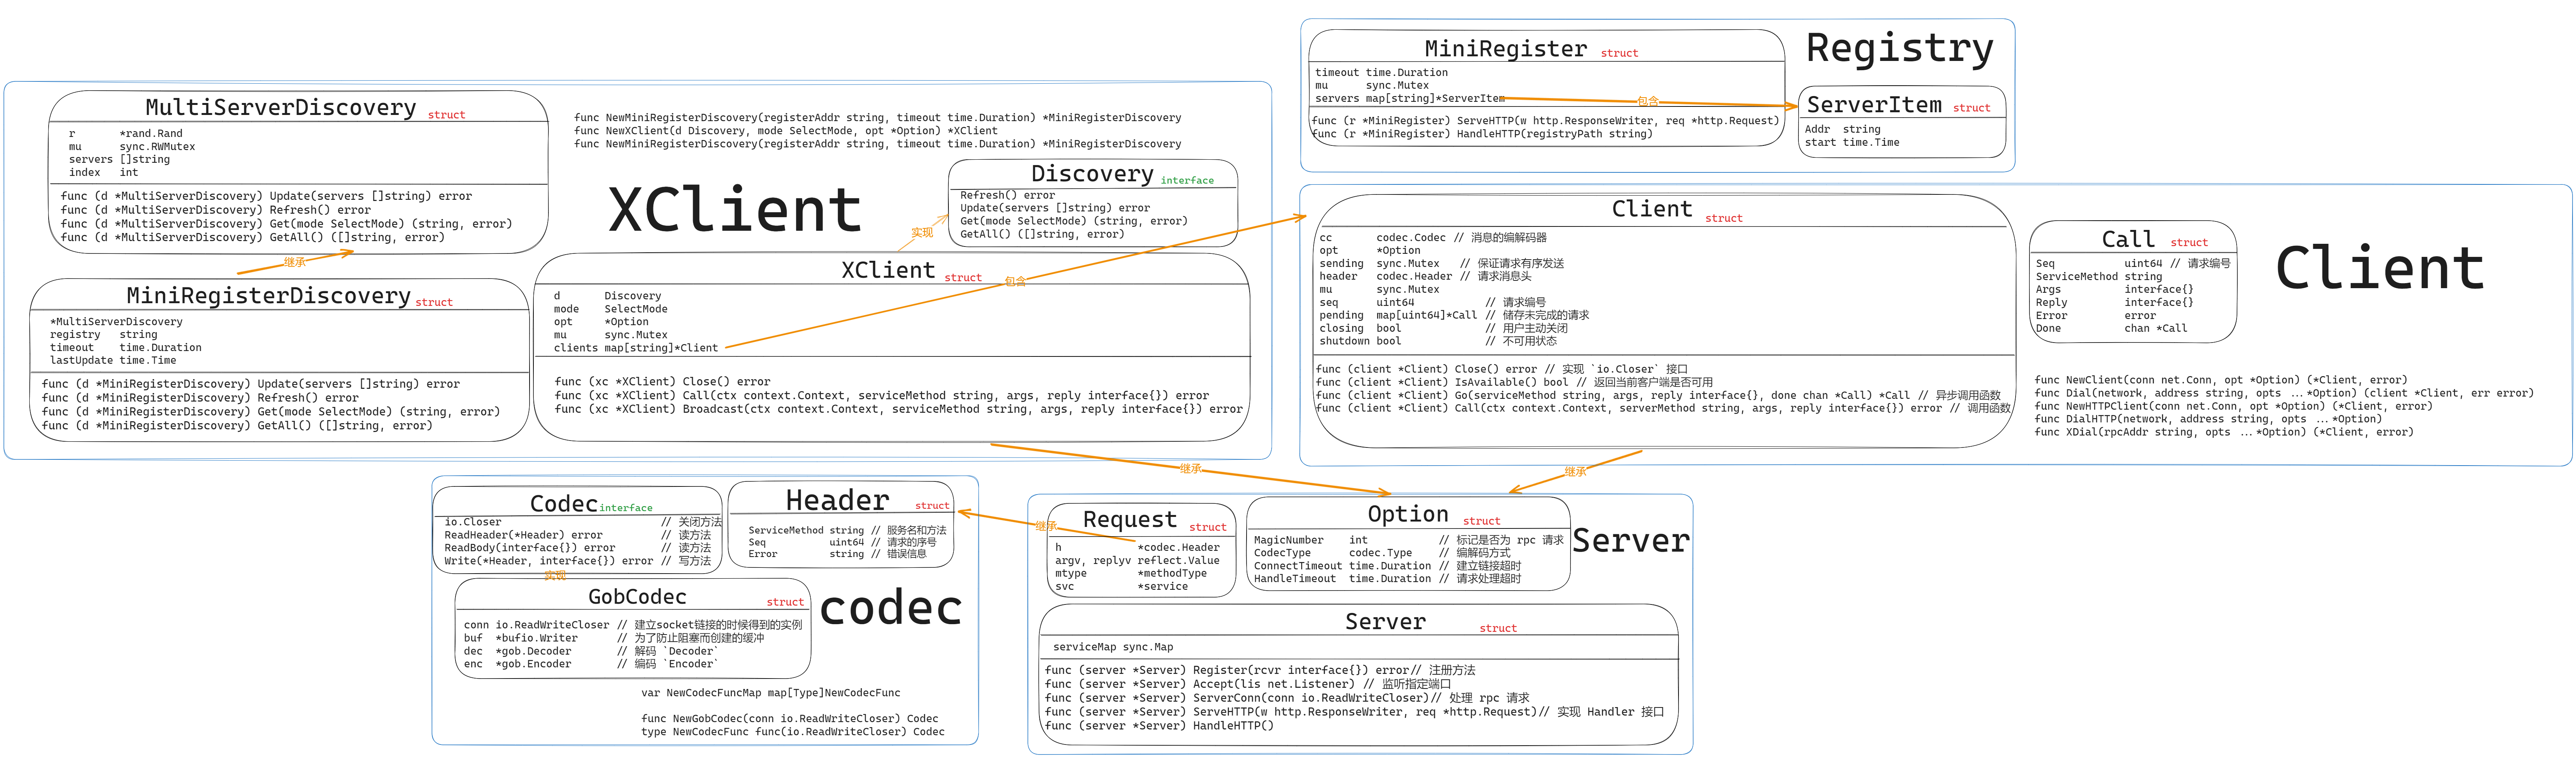 MultiServerDiscovery struct
r *rand.Rand
mu sync.RWMutex
servers []string
index int
func (d *MultiServerDiscovery) Update(servers []string) error
func (d *MultiServerDiscovery) Refresh() error
func (d *MultiServerDiscovery) Get(mode SelectMode) (string, error)
func (d *MultiServerDiscovery) GetAll() ([]string, error)
继承
MiniRegisterDiscovery struct
*MultiServerDiscovery
registry string
timeout time.Duration
lastUpdate time.Time
func (d *MiniRegisterDiscovery) Update(servers []string) error
func (d *MiniRegisterDiscovery) Refresh() error
func (d *MiniRegisterDiscovery) Get(mode SelectMode) (string, error)
func (d *MiniRegisterDiscovery) GetAll() ([]string, error)
func NewMiniRegisterDiscovery(registerAddr string, timeout time.Duration) *MiniRegisterDiscovery
func NewXClient(d Discovery, mode SelectMode, opt *Option) *XClient
func NewMiniRegisterDiscovery(registerAddr string, timeout time.Duration) *MiniRegisterDiscovery
XClient
Discovery interface
Refresh() error
Update(servers []string) error
Get(mode SelectMode) (string, error)
GetAll() ([]string, error)
实现
XClient struct
包含
d Discovery
mode SelectMode
opt *Option
mu sync.Mutex
clients map[string]*Client
func (xc *XClient) Close() error
func (xc *XClient) Call(ctx context.Context, serviceMethod string, args, reply interface{}) error
func (xc *XClient) Broadcast(ctx context.Context, serviceMethod string, args, reply interface{}) error
继承
MiniRegister struct
timeout time.Duration
mu sync.Mutex
servers map[string]*ServerItem
包含
func (r *MiniRegister) ServeHTTP(w http.ResponseWriter, req *http.Request)
func (r *MiniRegister) HandleHTTP(registryPath string)
Registry
ServerItem struct
Addr string
start time.Time
Client struct
cc codec.Codec // 消息的编解码器
opt *Option
sending sync.Mutex // 保证请求有序发送
header codec.Header // 请求消息头
mu sync.Mutex
seq uint64 // 请求编号
pending map[uint64]*Call // 储存未完成的请求
closing bool // 用户主动关闭
shutdown bool // 不可用状态
func (client *Client) Close() error // 实现 `io.Closer` 接口
func (client *Client) IsAvailable() bool // 返回当前客户端是否可用
func (client *Client) Go(serviceMethod string, args, reply interface{}, done chan *Call) *Call // 异步调用函数
func (client *Client) Call(ctx context.Context, serverMethod string, args, reply interface{}) error // 调用函数
继承
Call struct
Seq uint64 // 请求编号
ServiceMethod string
Args interface{}
Reply interface{}
Error error
Done chan *Call
Client
func NewClient(conn net.Conn, opt *Option) (*Client, error)
func Dial(network, address string, opts ...*Option) (client *Client, err error)
func NewHTTPClient(conn net.Conn, opt *Option) (*Client, error)
func DialHTTP(network, address string, opts ...*Option)
func XDial(rpcAddr string, opts ...*Option) (*Client, error)
Codec interface
io.Closer // 关闭方法
ReadHeader(*Header) error // 读方法
ReadBody(interface{}) error // 读方法
Write(*Header, interface{}) error // 写方法
实现
Header struct
ServiceMethod string // 服务名和方法
Seq uint64 // 请求的序号
Error string // 错误信息
GobCodec struct
conn io.ReadWriteCloser // 建立socket链接的时候得到的实例
buf *bufio.Writer // 为了防止阻塞而创建的缓冲
dec *gob.Decoder // 解码 `Decoder`
enc *gob.Encoder // 编码 `Encoder`
codec
var NewCodecFuncMap map[Type]NewCodecFunc
func NewGobCodec(conn io.ReadWriteCloser) Codec
type NewCodecFunc func(io.ReadWriteCloser) Codec
继承
Request struct
h *codec.Header
argv, replyv reflect.Value
mtype *methodType
svc *service
Option struct
MagicNumber int // 标记是否为 rpc 请求
CodecType codec.Type // 编解码方式
ConnectTimeout time.Duration // 建立链接超时
HandleTimeout time.Duration // 请求处理超时
Server
Server struct
serviceMap sync.Map
func (server *Server) Register(rcvr interface{}) error// 注册方法
func (server *Server) Accept(lis net.Listener) // 监听指定端口
func (server *Server) ServerConn(conn io.ReadWriteCloser)// 处理 rpc 请求
func (server *Server) ServeHTTP(w http.ResponseWriter, req *http.Request)// 实现 Handler 接口
func (server *Server) HandleHTTP()